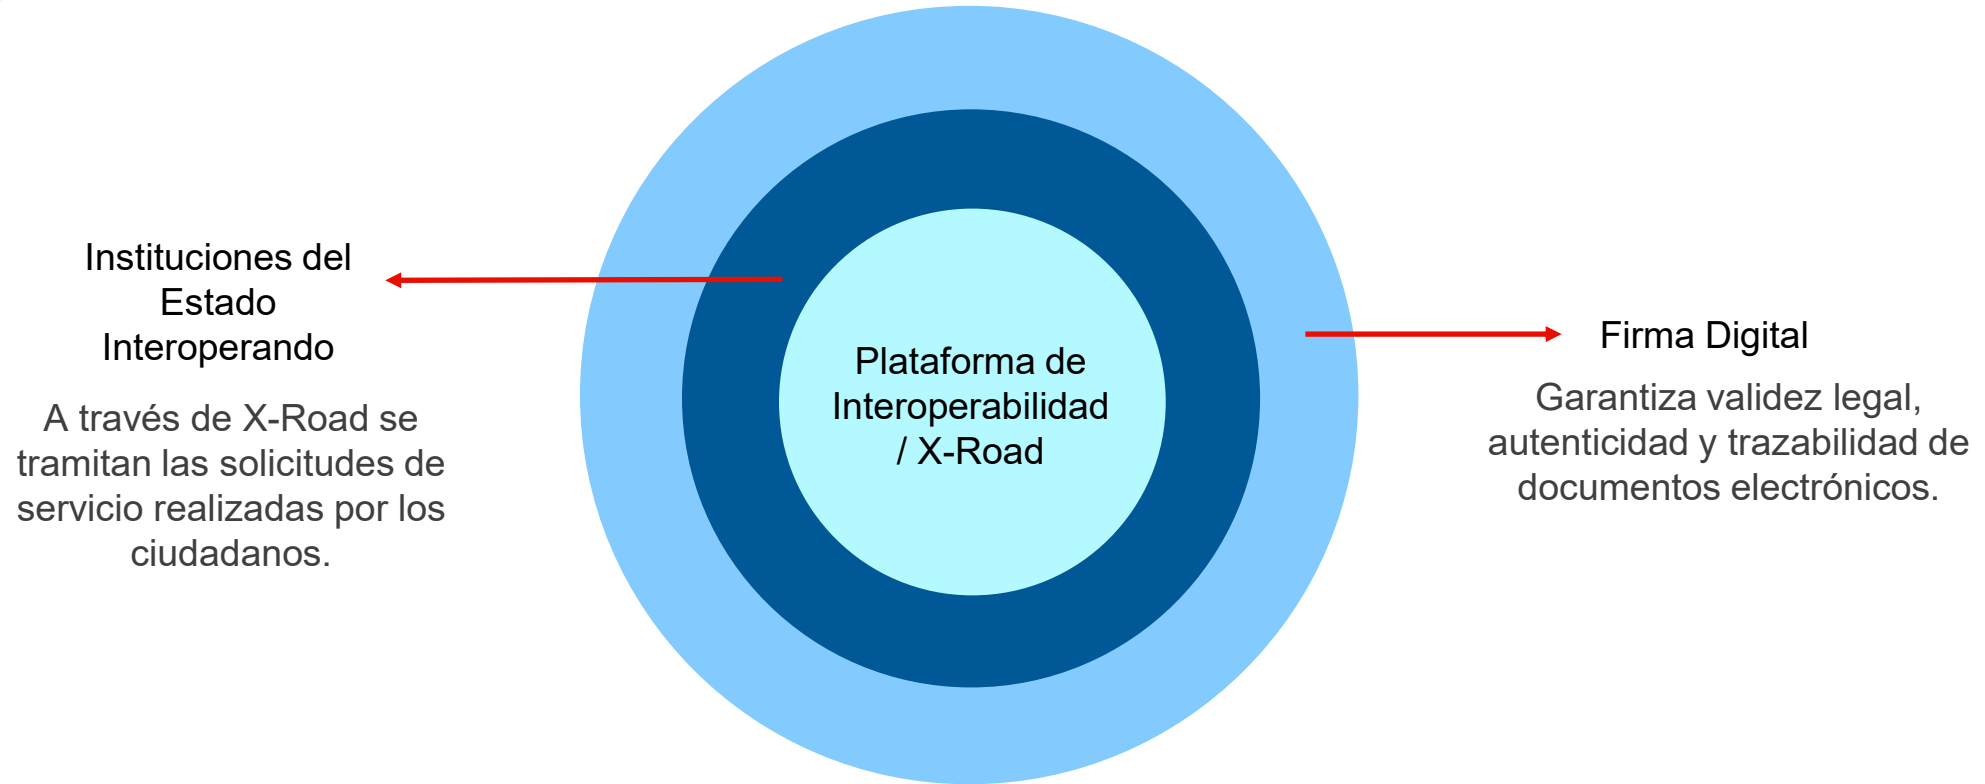 Instituciones del
Estado
Interoperando
A través de X-Road se
tramitan las solicitudes de
servicio realizadas por los
ciudadanos.
Plataforma de
Interoperabilidad
/ X-Road
Firma Digital
Garantiza validez legal,
autenticidad y trazabilidad de
documentos electrónicos.